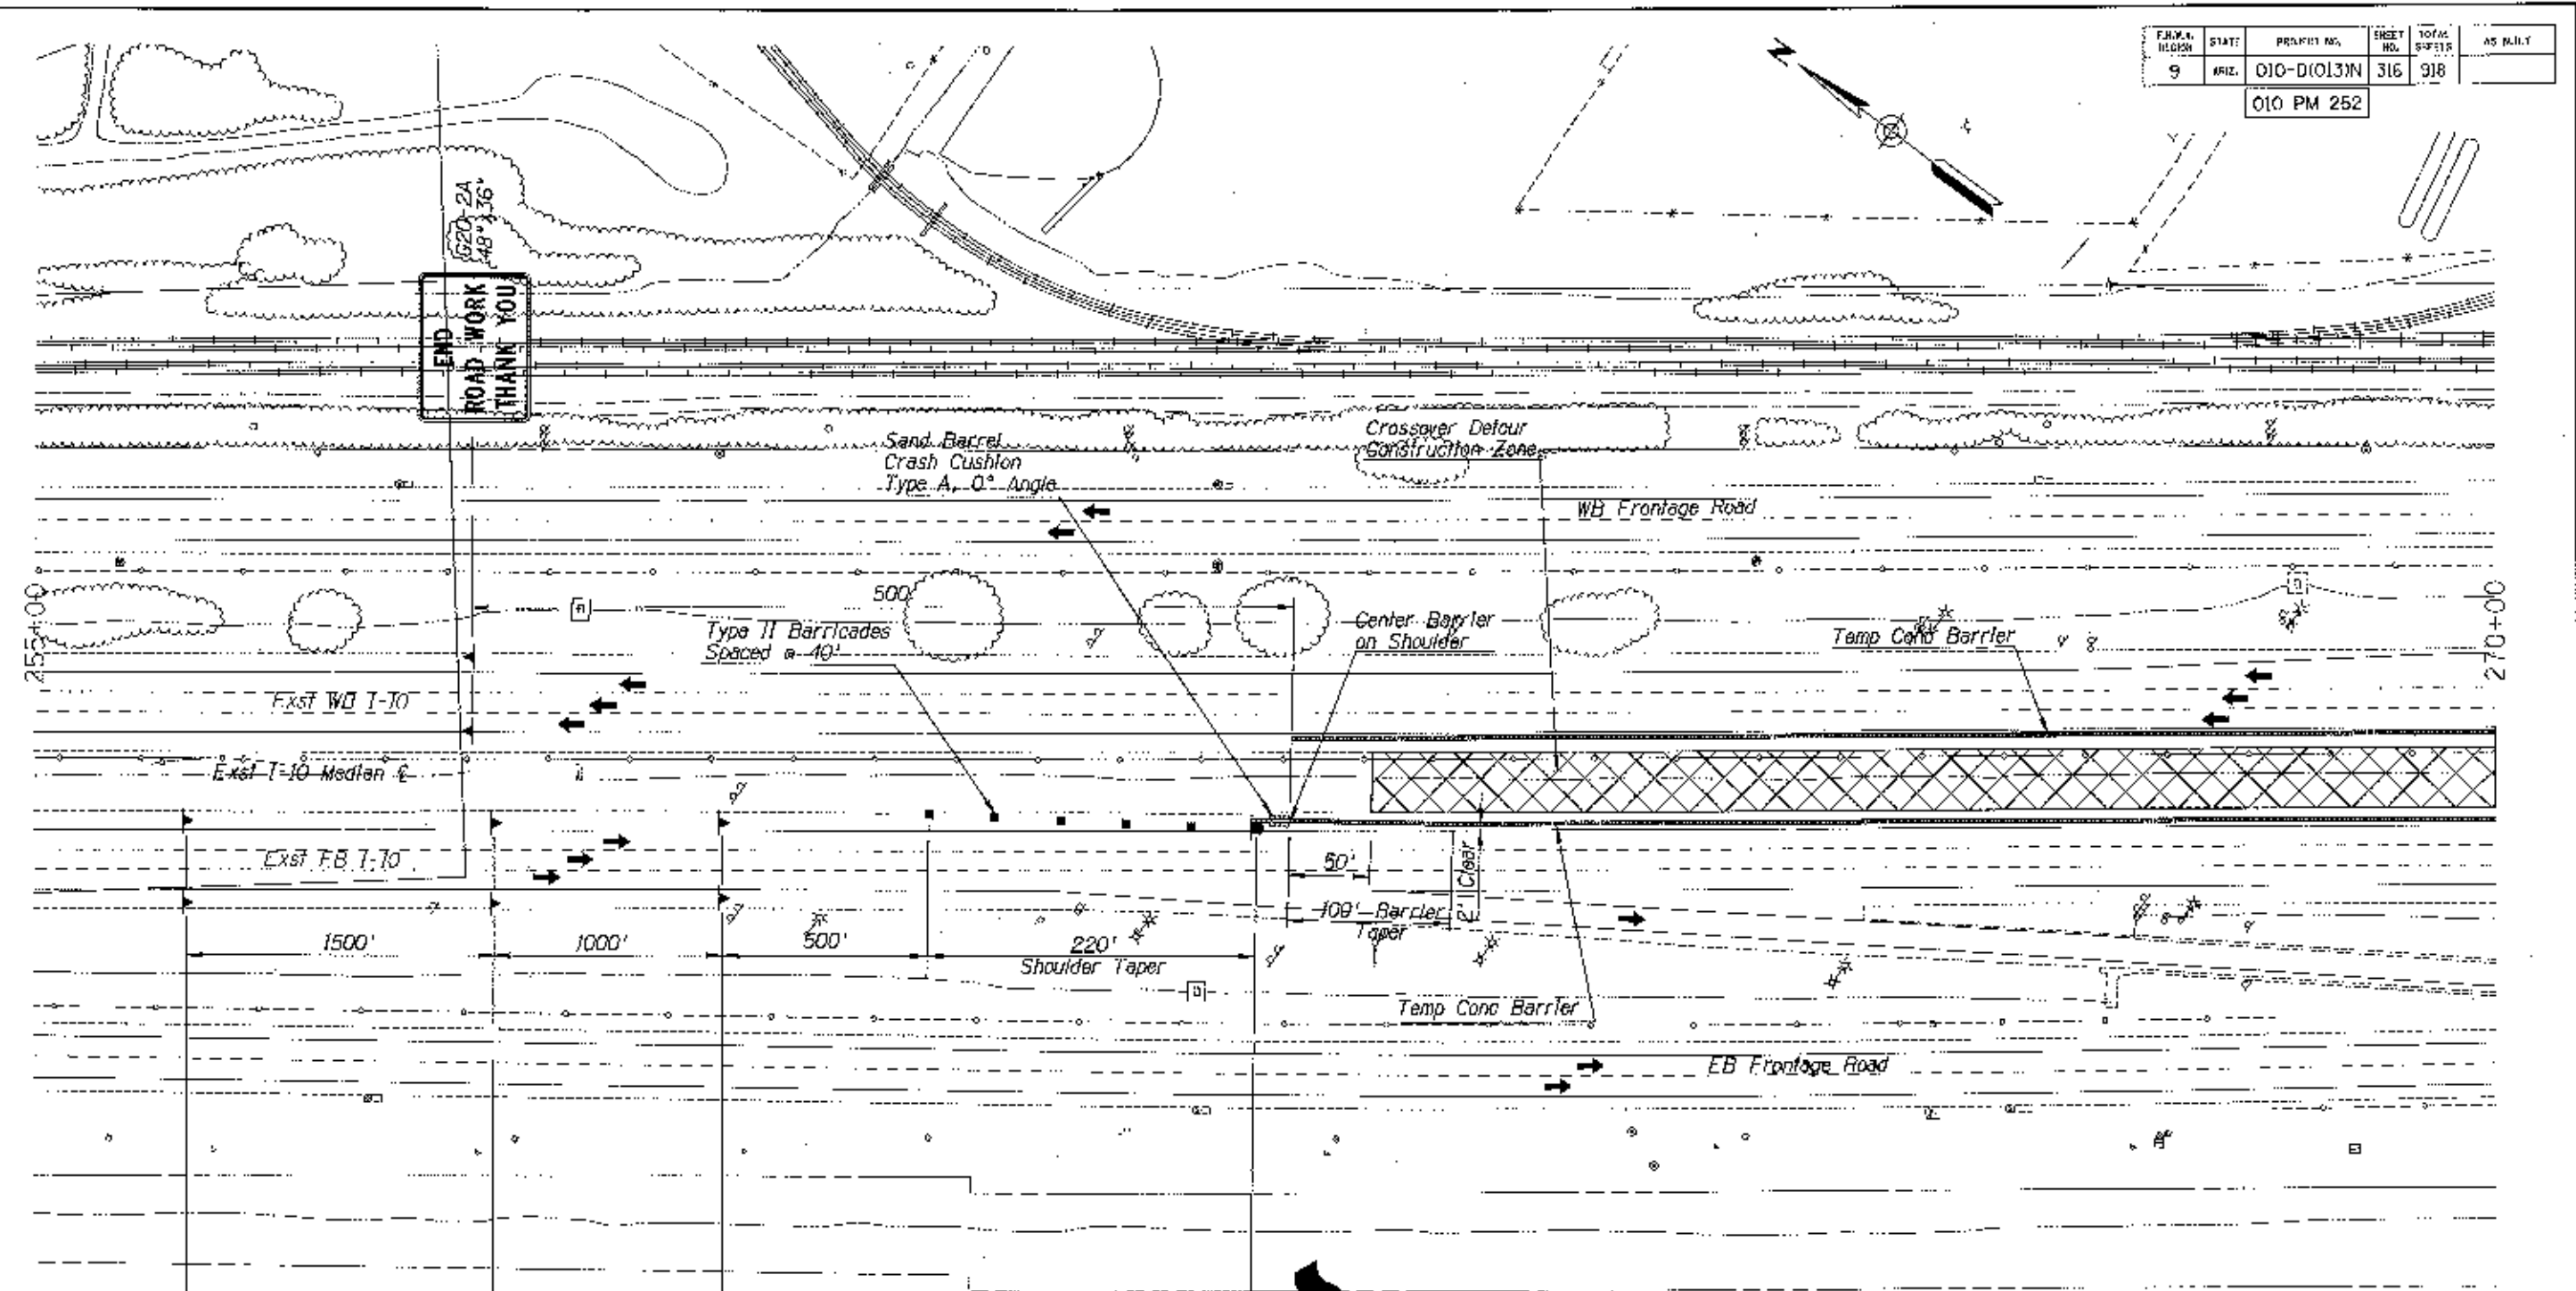 F.H.W.A. REGION
STATE
PROJECT NO.
SHEET NO.
TOTAL SHEETS
AS BUILT
9
ARIZ.
010-D(013)N
316
918
010 PM 252
N
G20-2A
48"x36"
END
ROAD WORK
THANK YOU
Sand Barrel
Crash Cushion
Type A, 0° Angle
Crossover Detour
Construction Zone
WB Frontage Road
255+00
270+00
500'
Type II Barricades
Spaced @ 40'
Center Barrier
on Shoulder
Temp Conc Barrier
Exst WB I-10
Exst I-10 Median ℄
Exst EB I-10
50'
2' Clear
100' Barrier
Taper
1500'
1000'
500'
220'
Shoulder Taper
Temp Conc Barrier
EB Frontage Road